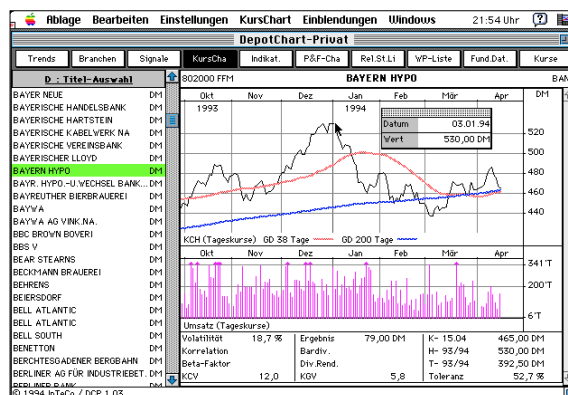 Ablage Bearbeiten Einstellungen KursChart Einblendungen Windows 21:54 Uhr
DepotChart-Privat
Trends Branchen Signale KursCha Indikat. P&F-Cha Rel.St.Li WP-Liste Fund.Dat. Kurse
D : Titel-Auswahl
BAYER NEUE DM
BAYERISCHE HANDELSBANK DM
BAYERISCHE HARTSTEIN DM
BAYERISCHE KABELWERK NA DM
BAYERISCHE VEREINSBANK DM
BAYERISCHER LLOYD DM
BAYERN HYPO DM
BAYR. HYPO.-U.WECHSEL BANK... DM
BAYREUTHER BIERBRAUEREI DM
BAYWA DM
BAYWA AG VINK.NA. DM
BBC BROWN BOVERI DM
BBS V DM
BEAR STEARNS DM
BECKMANN BRAUEREI DM
BEHRENS DM
BEIERSDORF DM
BELL ATLANTIC DM
BELL ATLANTIC DM
BELL SOUTH DM
BENETTON DM
BERCHTESGADENER BERGBAHN DM
BERLINER AG FÜR INDUSTRIEBET. DM
BERLINER BANK DM
© 1994 InTeCo / DCP 1.03
802000 FFM BAYERN HYPO BAN
Okt Nov Dez Jan Feb Mär Apr DM
1993 1994
Datum 03.01.94
Wert 530,00 DM
520
500
480
460
440
KCH (Tageskurse) GD 38 Tage GD 200 Tage
Okt Nov Dez Jan Feb Mär Apr
341'T
200'T
6'T
Umsatz (Tageskurse)
Volatilität 18,7 % Ergebnis 79,00 DM K- 15.04 465,00 DM
Korrelation Bardiv. H- 93/94 530,00 DM
Beta-Faktor Div.Rend. T- 93/94 392,50 DM
KCV 12,0 KGV 5,8 Toleranz 52,7 %